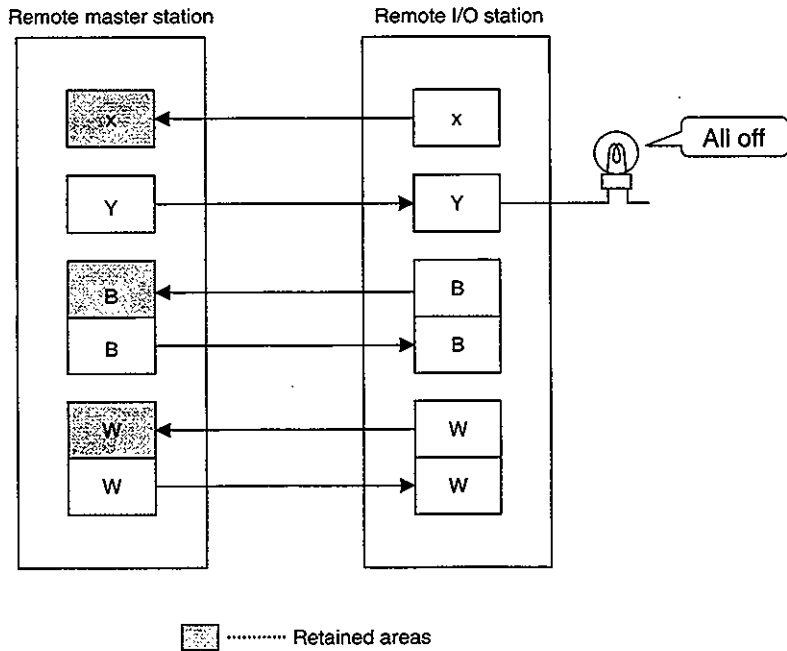 Remote master station
Remote I/O station
x
x
All off
Y
Y
B
B
B
B
W
W
W
W
Retained areas